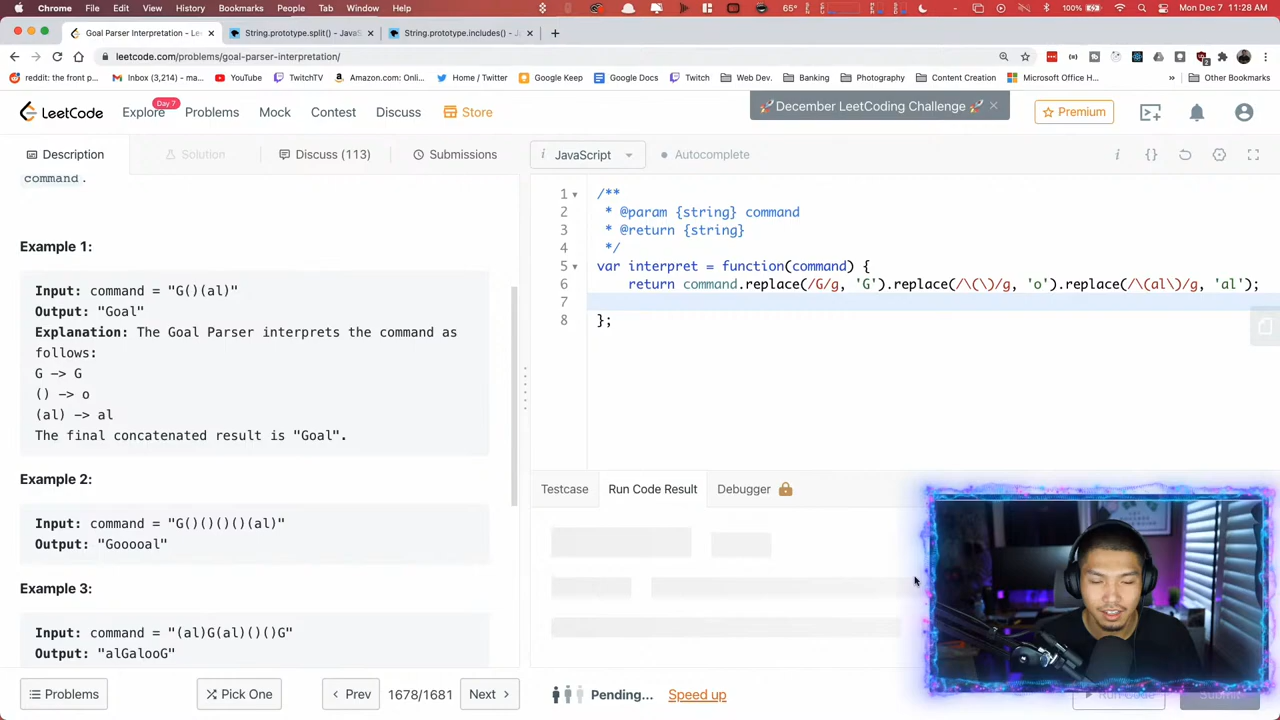 Chrome File Edit View History Bookmarks People Tab Window Help
65°
100%
Mon Dec 7 11:28 AM
Goal Parser Interpretation - Le
String.prototype.split() - JavaS
String.prototype.includes() - J
leetcode.com/problems/goal-parser-interpretation/
reddit: the front p...
Inbox (3,214) - ma...
YouTube
TwitchTV
Amazon.com: Onli...
Home / Twitter
Google Keep
Google Docs
Twitch
Web Dev.
Banking
Photography
Content Creation
Microsoft Office H...
»
Other Bookmarks
LeetCode
Explore
Day 7
Problems
Mock
Contest
Discuss
Store
🚀December LeetCoding Challenge 🚀
Premium
Description
Solution
Discuss (113)
Submissions
i JavaScript
Autocomplete
command.
Example 1:
Input: command = "G()(al)"
Output: "Goal"
Explanation: The Goal Parser interprets the command as
follows:
G -> G
() -> o
(al) -> al
The final concatenated result is "Goal".
Example 2:
Input: command = "G()()()()(al)"
Output: "Gooooal"
Example 3:
Input: command = "(al)G(al)()()G"
Output: "alGalooG"
1 /**
2 * @param {string} command
3 * @return {string}
4 */
5 var interpret = function(command) {
6 return command.replace(/G/g, 'G').replace(/\(\)/g, 'o').replace(/\(al\)/g, 'al');
7
8 };
Testcase
Run Code Result
Debugger
Problems
Pick One
Prev
1678/1681
Next
Pending...
Speed up